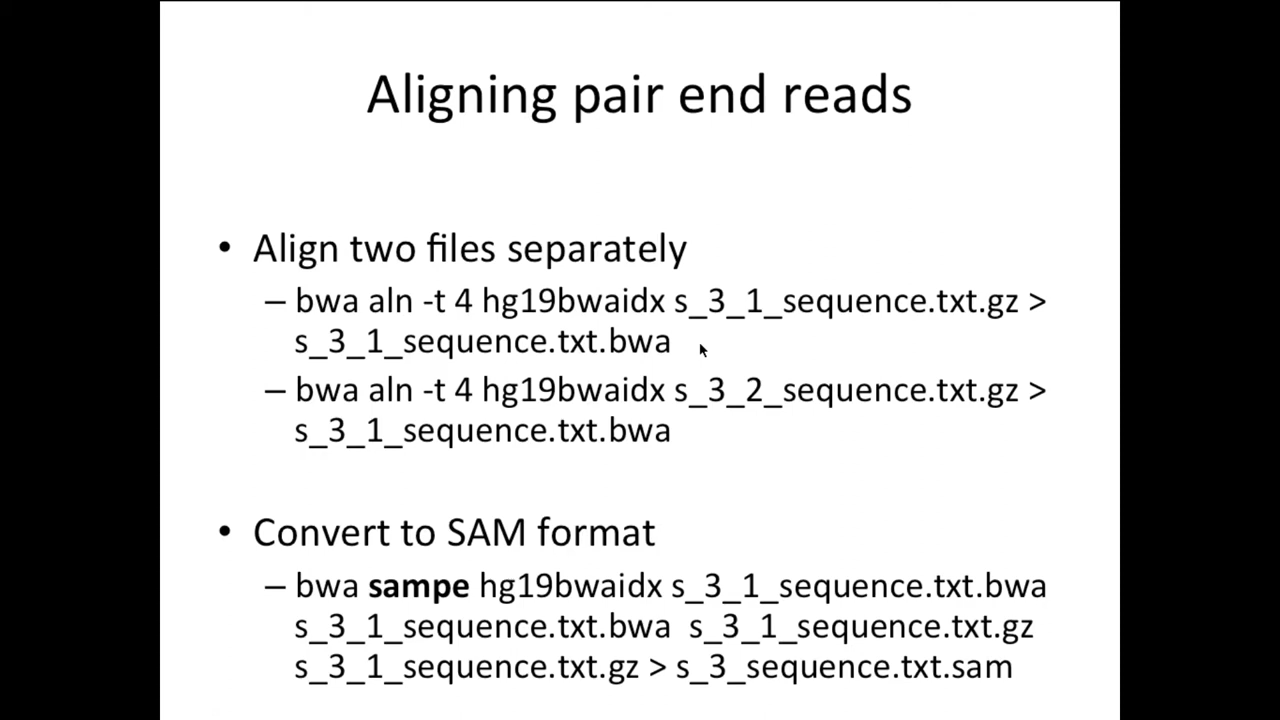 Aligning pair end reads
• Align two files separately
– bwa aln -t 4 hg19bwaidx s_3_1_sequence.txt.gz >
s_3_1_sequence.txt.bwa
– bwa aln -t 4 hg19bwaidx s_3_2_sequence.txt.gz >
s_3_1_sequence.txt.bwa
• Convert to SAM format
– bwa sampe hg19bwaidx s_3_1_sequence.txt.bwa
s_3_1_sequence.txt.bwa s_3_1_sequence.txt.gz
s_3_1_sequence.txt.gz > s_3_sequence.txt.sam